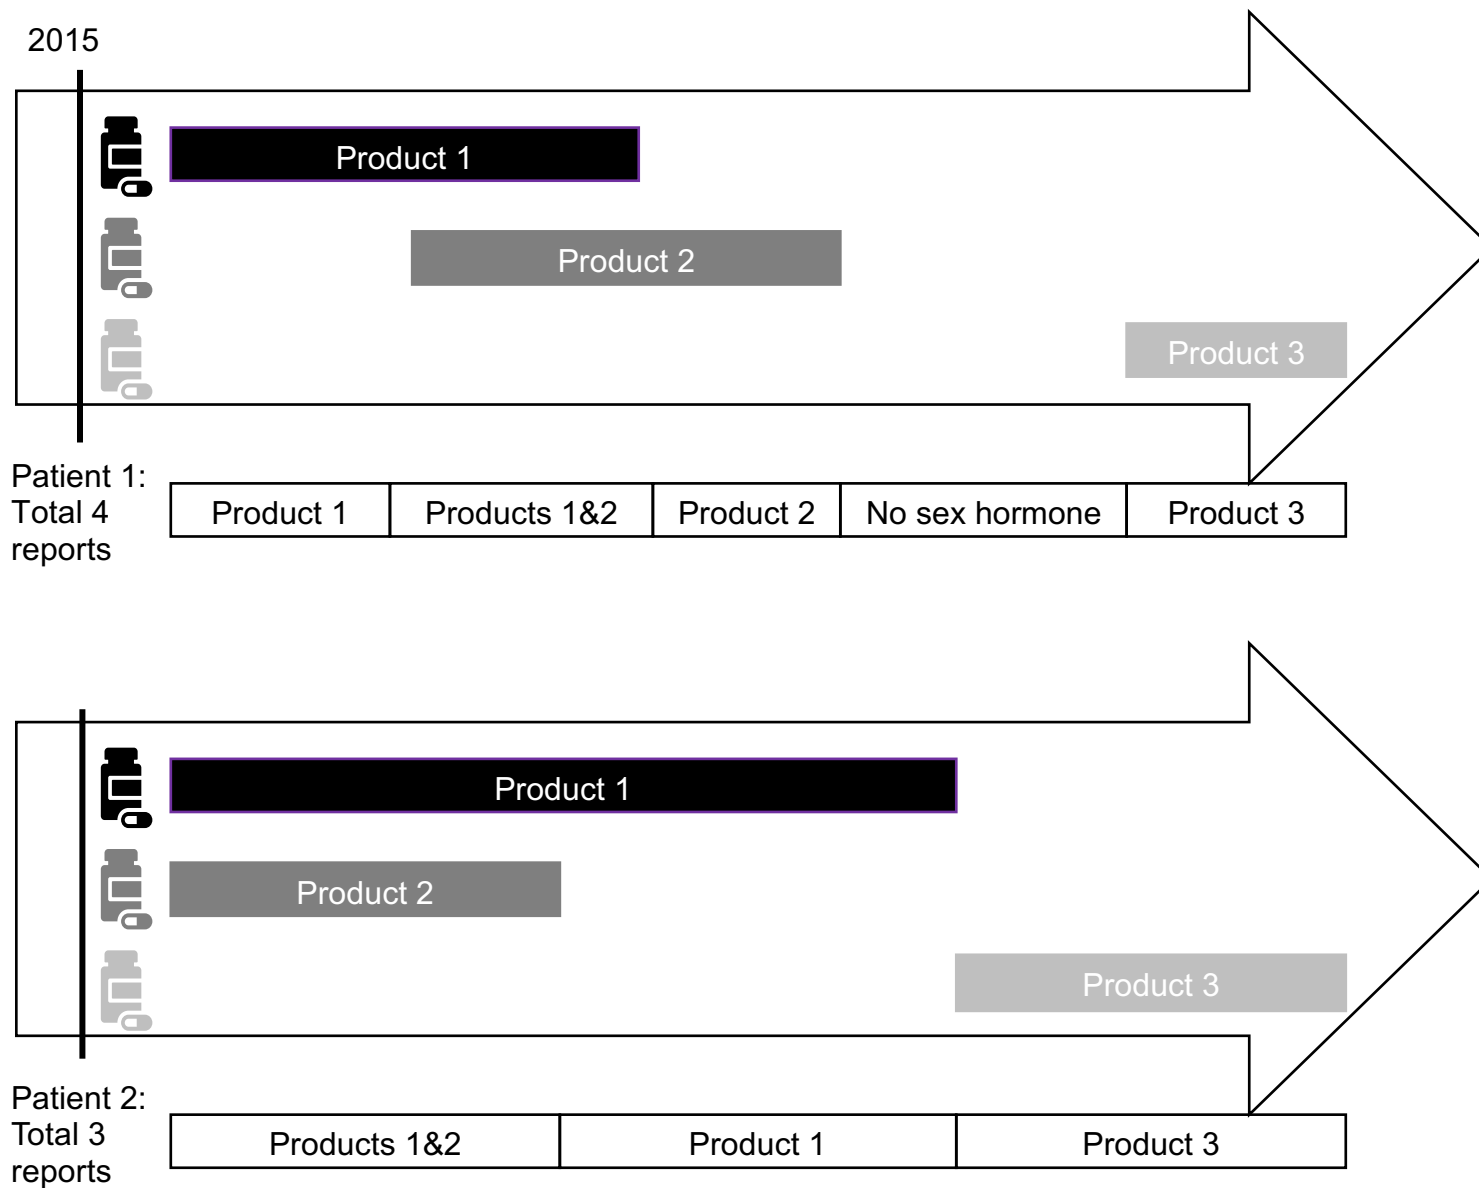 2015
Product 1
Product 2
Product 3
Patient 1:
Total 4
reports
Product 1
Products 1&2
Product 2
No sex hormone
Product 3
Product 1
Product 2
Product 3
Patient 2:
Total 3
reports
Products 1&2
Product 1
Product 3